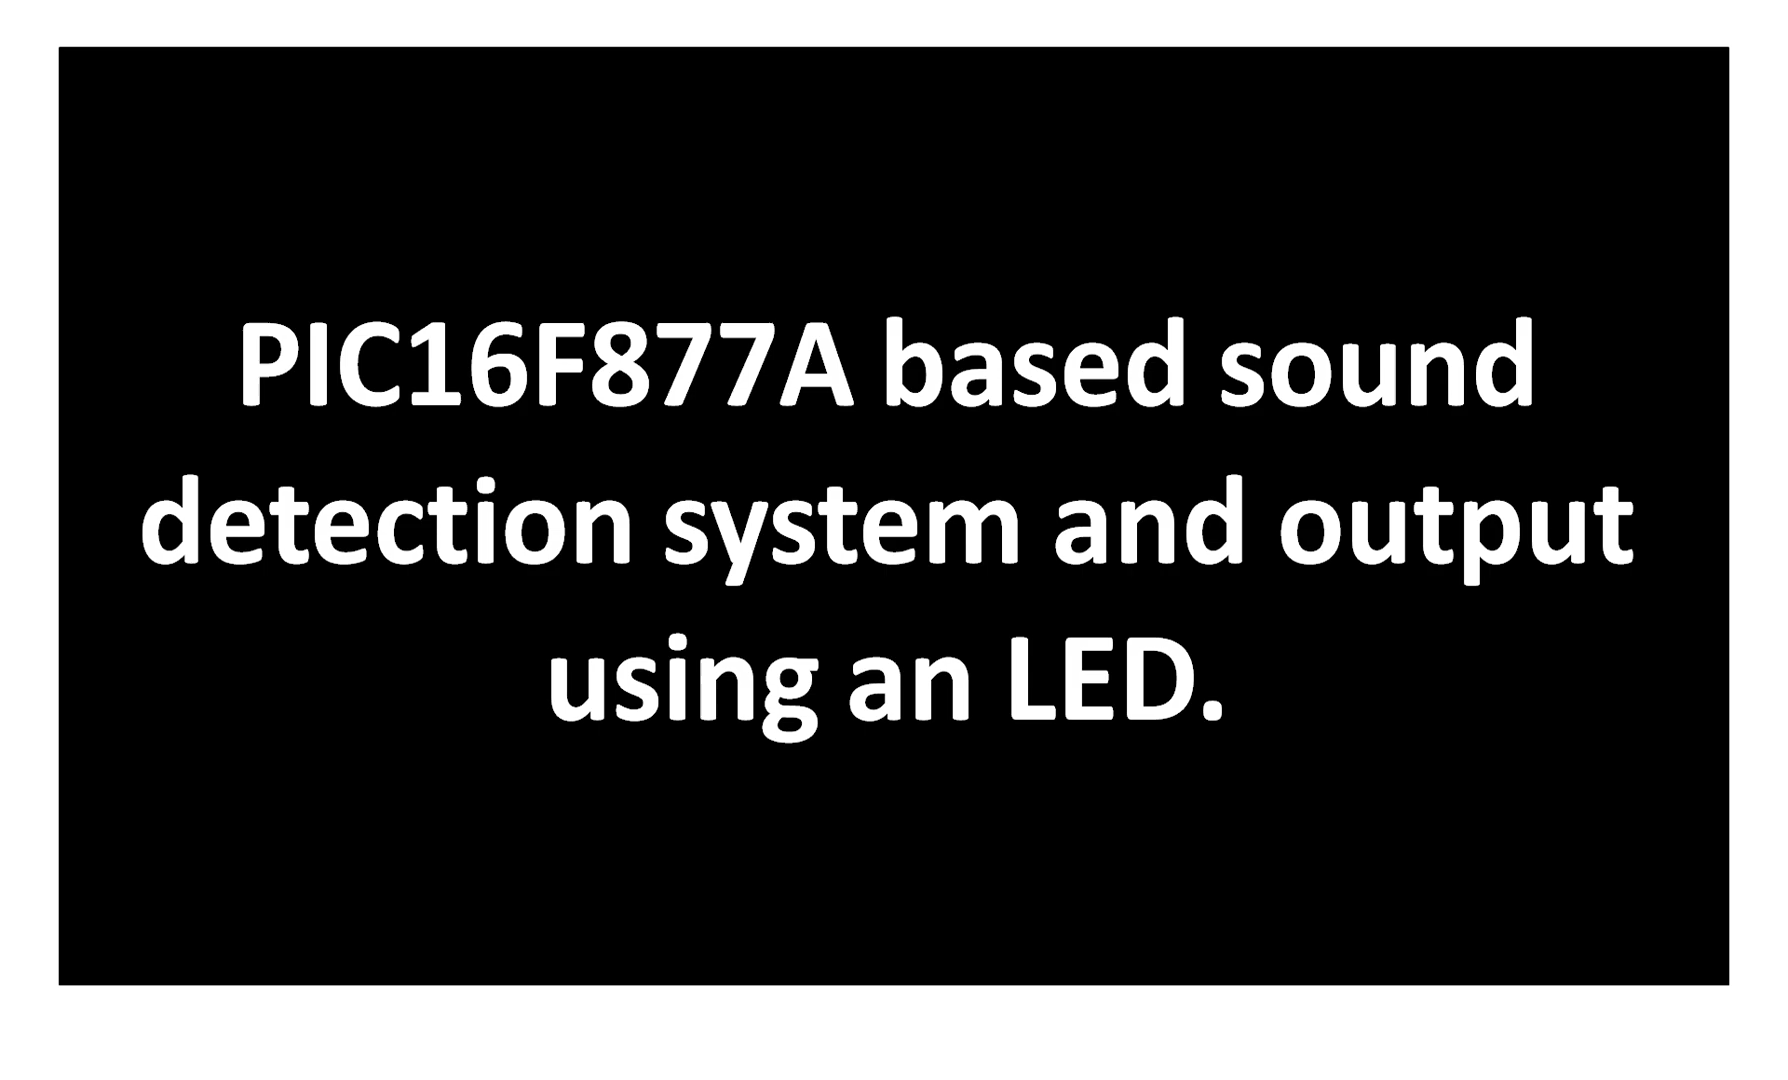 PIC16F877A based sound
detection system and output
using an LED.